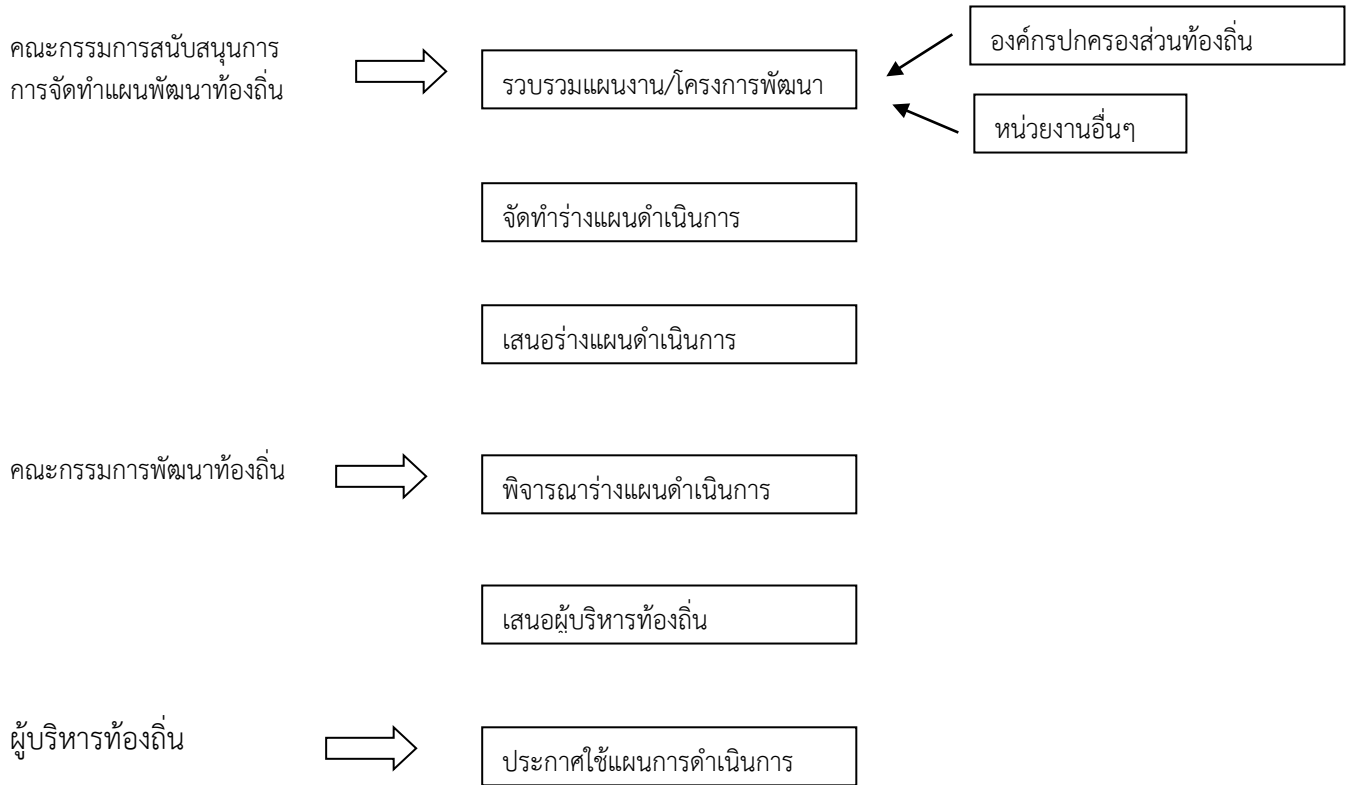 คณะกรรมการสนับสนุนการ
การจัดทำแผนพัฒนาท้องถิ่น
รวบรวมแผนงาน/โครงการพัฒนา
องค์กรปกครองส่วนท้องถิ่น
หน่วยงานอื่นๆ
จัดทำร่างแผนดำเนินการ
เสนอร่างแผนดำเนินการ
คณะกรรมการพัฒนาท้องถิ่น
พิจารณาร่างแผนดำเนินการ
เสนอผู้บริหารท้องถิ่น
ผู้บริหารท้องถิ่น
ประกาศใช้แผนการดำเนินการ